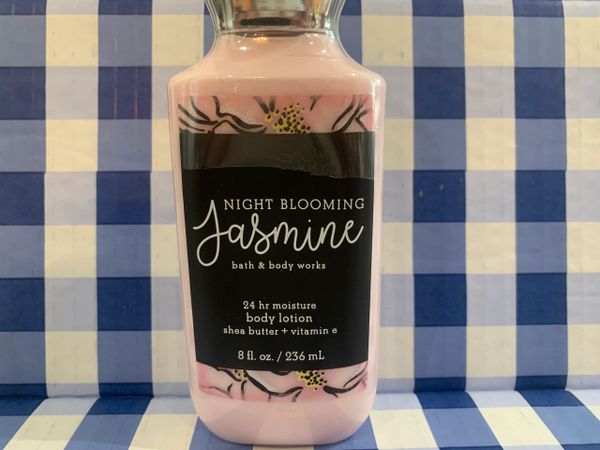 NIGHT BLOOMING
Jasmine
bath & body works
24 hr moisture
body lotion
shea butter + vitamin e
8 fl. oz. / 236 mL